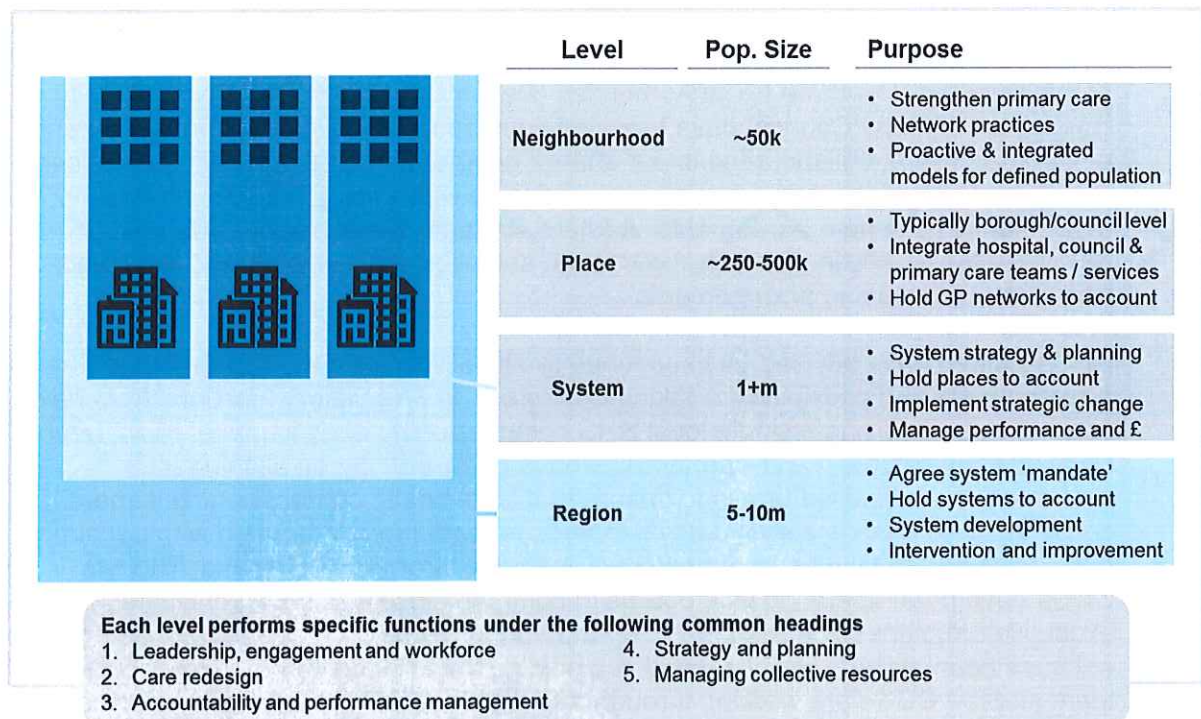 Level Pop. Size Purpose
Neighbourhood ~50k
• Strengthen primary care
• Network practices
• Proactive & integrated
models for defined population
Place ~250-500k
• Typically borough/council level
• Integrate hospital, council &
primary care teams / services
• Hold GP networks to account
System 1+m
• System strategy & planning
• Hold places to account
• Implement strategic change
• Manage performance and £
Region 5-10m
• Agree system ‘mandate’
• Hold systems to account
• System development
• Intervention and improvement
Each level performs specific functions under the following common headings
1. Leadership, engagement and workforce
2. Care redesign
3. Accountability and performance management
4. Strategy and planning
5. Managing collective resources